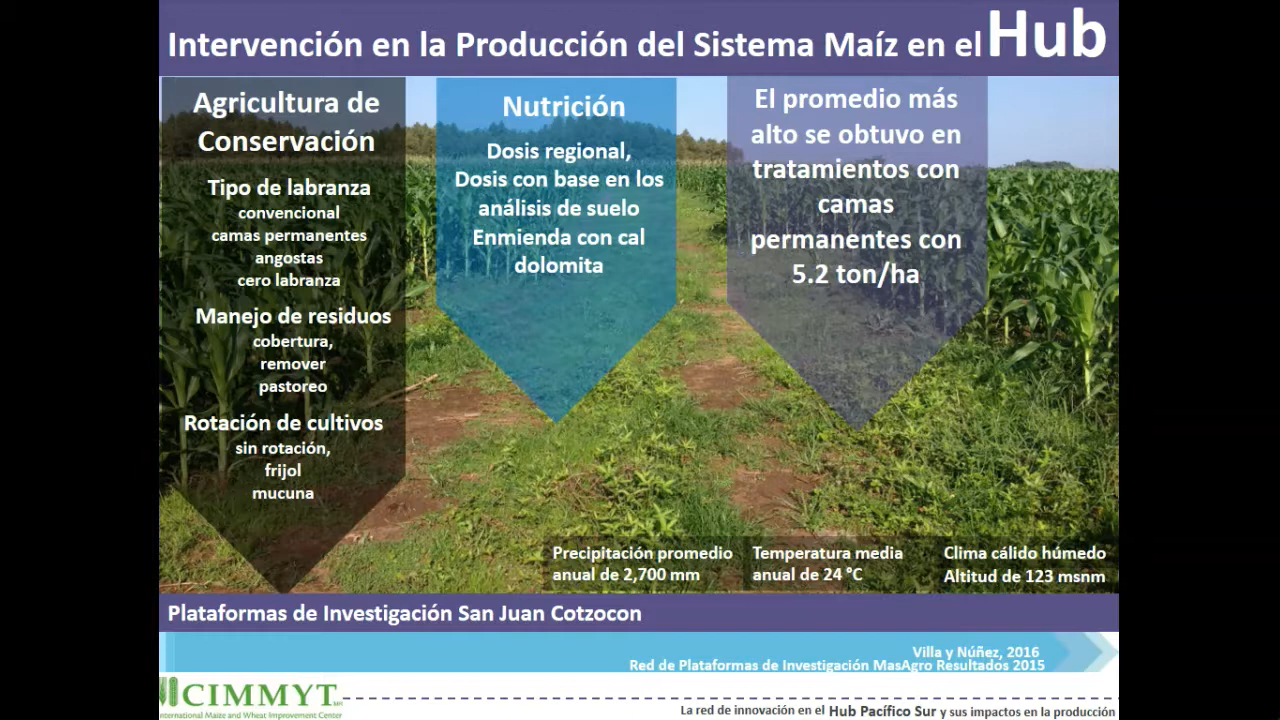 Intervención en la Producción del Sistema Maíz en el Hub
Agricultura de
Conservación
Tipo de labranza
convencional
camas permanentes
angostas
cero labranza
Manejo de residuos
cobertura,
remover
pastoreo
Rotación de cultivos
sin rotación,
frijol
mucuna
Nutrición
Dosis regional,
Dosis con base en los
análisis de suelo
Enmienda con cal
dolomita
El promedio más
alto se obtuvo en
tratamientos con
camas
permanentes con
5.2 ton/ha
Precipitación promedio
anual de 2,700 mm
Temperatura media
anual de 24 °C
Clima cálido húmedo
Altitud de 123 msnm
Plataformas de Investigación San Juan Cotzocon
Villa y Núñez, 2016
Red de Plataformas de Investigación MasAgro Resultados 2015
CIMMYT
International Maize and Wheat Improvement Center
La red de innovación en el Hub Pacífico Sur y sus impactos en la producción